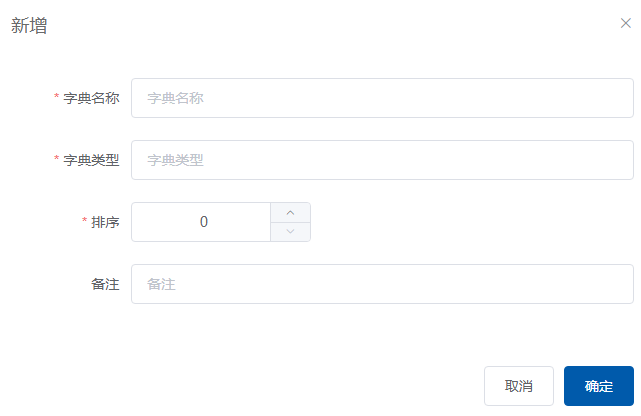 新增
* 字典名称 字典名称
* 字典类型 字典类型
* 排序 0
备注 备注
取消 确定